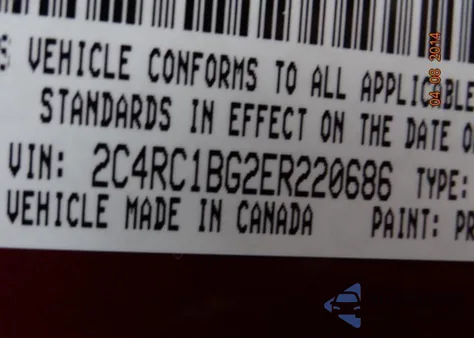 S VEHICLE CONFORMS TO ALL APPLICABLE
STANDARDS IN EFFECT ON THE DATE O
VIN: 2C4RC1BG2ER220686 TYPE:
VEHICLE MADE IN CANADA PAINT: PR
04 08 2014